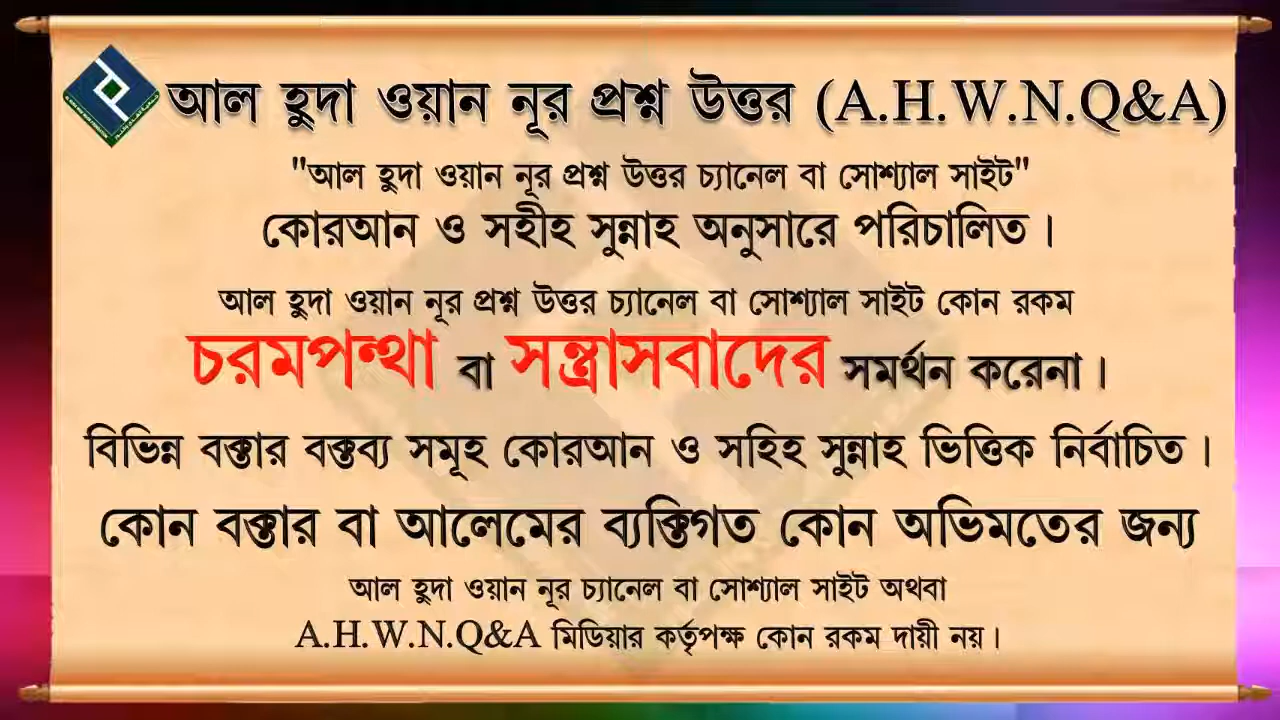 আল হুদা ওয়ান নূর প্রশ্ন উত্তর (A.H.W.N.Q&A)
"আল হুদা ওয়ান নূর প্রশ্ন উত্তর চ্যানেল বা সোশ্যাল সাইট"
কোরআন ও সহীহ সুন্নাহ অনুসারে পরিচালিত।
আল হুদা ওয়ান নূর প্রশ্ন উত্তর চ্যানেল বা সোশ্যাল সাইট কোন রকম
চরমপন্থা বা সন্ত্রাসবাদের সমর্থন করেনা।
বিভিন্ন বক্তার বক্তব্য সমূহ কোরআন ও সহিহ সুন্নাহ ভিত্তিক নির্বাচিত।
কোন বক্তার বা আলেমের ব্যক্তিগত কোন অভিমতের জন্য
আল হুদা ওয়ান নূর চ্যানেল বা সোশ্যাল সাইট অথবা
A.H.W.N.Q&A মিডিয়ার কর্তৃপক্ষ কোন রকম দায়ী নয়।